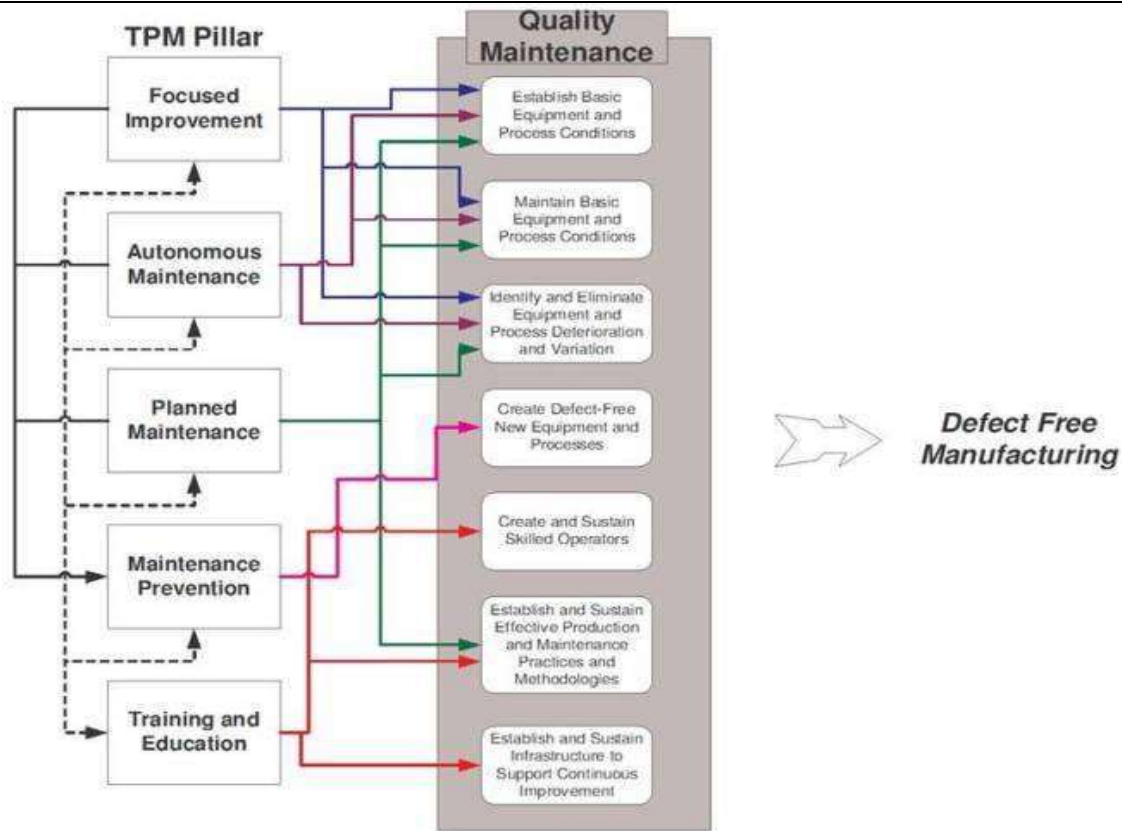 TPM Pillar
Focused
Improvement
Autonomous
Maintenance
Planned
Maintenance
Maintenance
Prevention
Training and
Education
Quality
Maintenance
Establish Basic
Equipment and
Process Conditions
Maintain Basic
Equipment and
Process Conditions
Identify and Eliminate
Equipment and
Process Deterioration
and Variation
Create Defect-Free
New Equipment and
Processes
Create and Sustain
Skilled Operators
Establish and Sustain
Effective Production
and Maintenance
Practices and
Methodologies
Establish and Sustain
Infrastructure to
Support Continuous
Improvement
Defect Free
Manufacturing